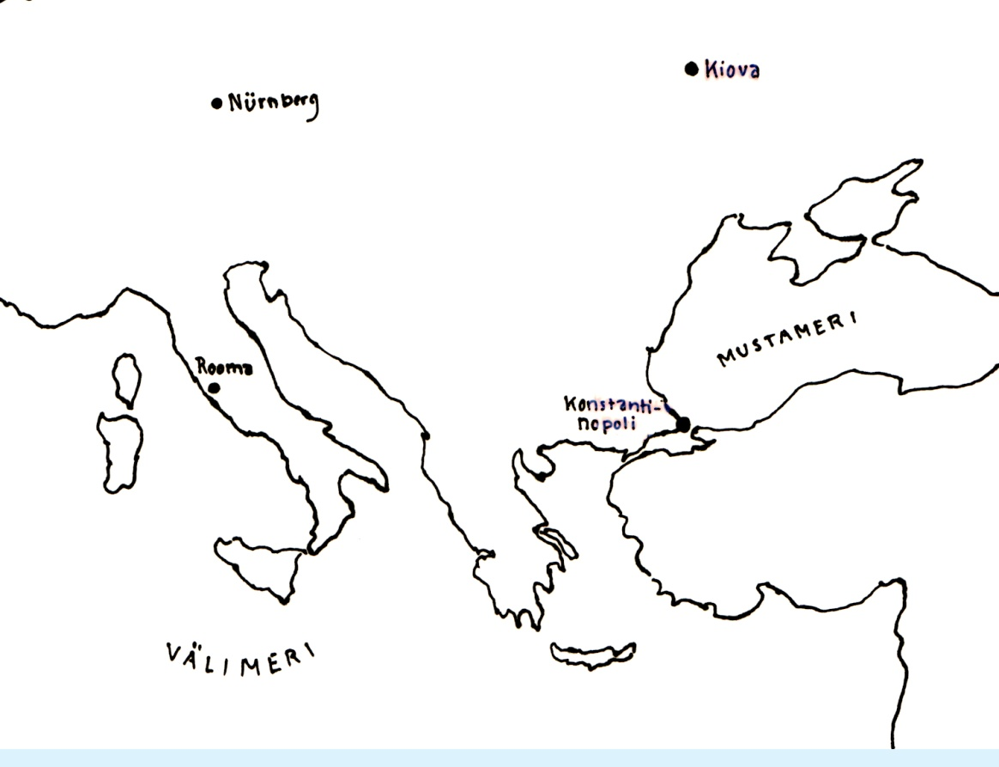 Kiova
Nürnberg
MUSTAMERI
Rooma
Konstanti-
nopoli
VÄLIMERI